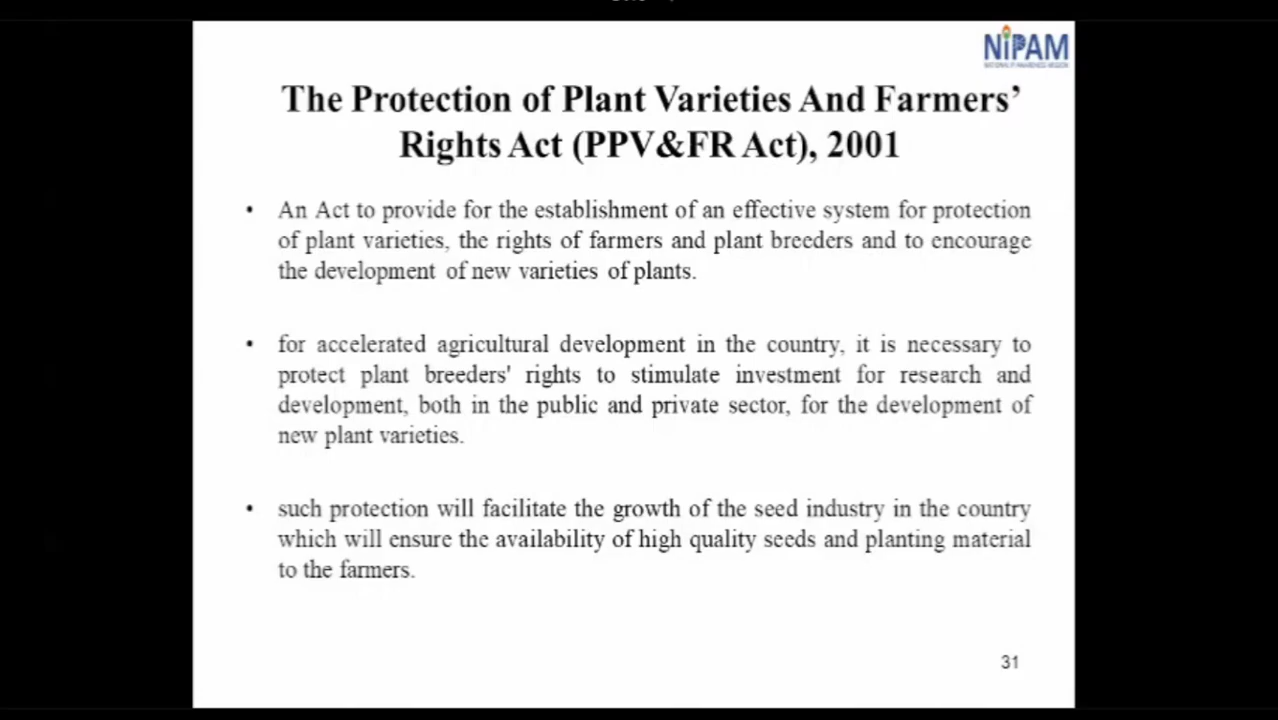 NIPAM
The Protection of Plant Varieties And Farmers’
Rights Act (PPV&FR Act), 2001
• An Act to provide for the establishment of an effective system for protection
of plant varieties, the rights of farmers and plant breeders and to encourage
the development of new varieties of plants.
• for accelerated agricultural development in the country, it is necessary to
protect plant breeders' rights to stimulate investment for research and
development, both in the public and private sector, for the development of
new plant varieties.
• such protection will facilitate the growth of the seed industry in the country
which will ensure the availability of high quality seeds and planting material
to the farmers.
31